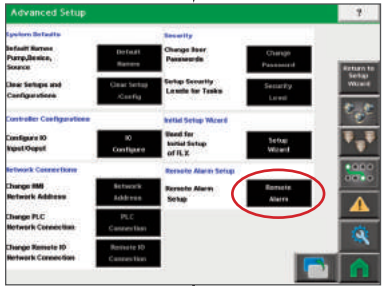 Advanced Setup
?
System Defaults
Default Names
Pump,Device,
Source
Default
Names
Clear Setups and
Configurations
Clear Setup
/Config
Controller Configurations
Configure IO
Input/Ouput
IO
Configure
Network Connections
Change HMI
Network Address
Network
Address
Change PLC
Network Connection
PLC
Connection
Change Remote IO
Network Connection
Remote IO
Connection
Security
Change User
Passwords
Change
Password
Setup Security
Levels for Tasks
Security
Level
Initial Setup Wizard
Used for
Initial Setup
of
Setup
Wizard
Remote Alarm Setup
Remote Alarm
Setup
Remote
Alarm
Return to
Setup
Wizard